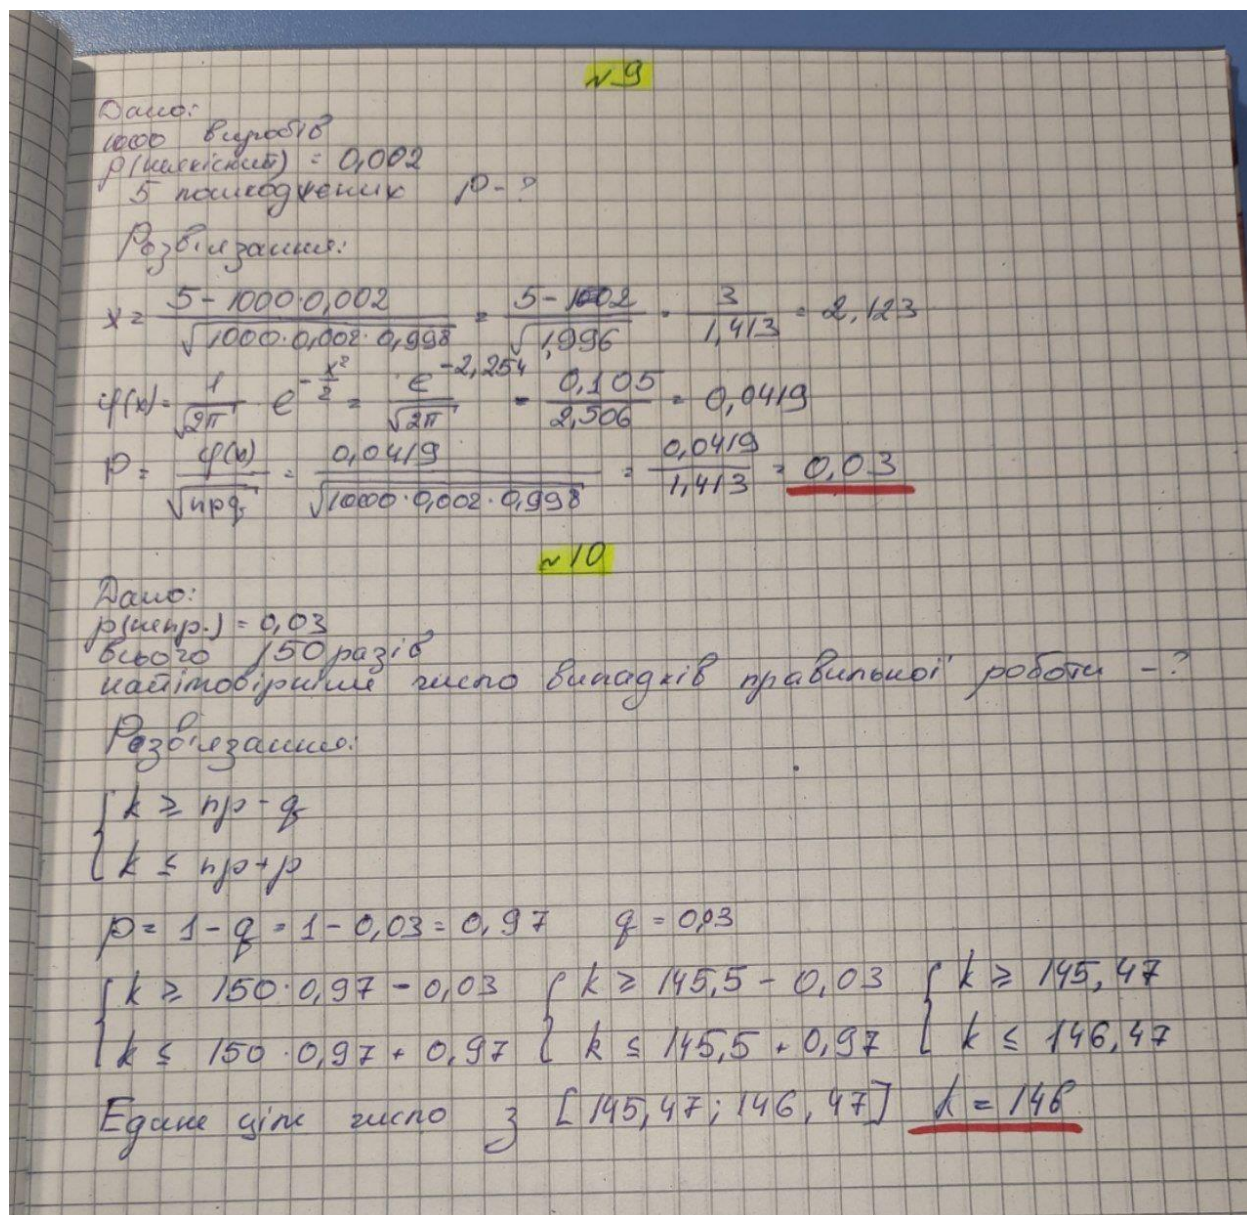 №9
Дано:
1000 виробів
p(неякісний) = 0,002
5 пошкоджених p-?
Розв'язання:
x = (5 - 1000·0,002)/√(1000·0,002·0,998) = (5 - 2)/√1,996 = 3/1,413 = 2,123
φ(x) = 1/√2π · e^(-x²/2) = e^(-2,254)/√2π = 0,105/2,506 = 0,0419
P = φ(x)/√npq = 0,0419/√(1000·0,002·0,998) = 0,0419/1,413 = 0,03
№10
Дано:
p(непр.) = 0,03
всього 150 разів
найімовірніше число випадків правильної роботи -?
Розв'язання:
{ k ≥ np - q
{ k ≤ np + p
p = 1 - q = 1 - 0,03 = 0,97 q = 0,03
{ k ≥ 150·0,97 - 0,03 { k ≥ 145,5 - 0,03 { k ≥ 145,47
{ k ≤ 150·0,97 + 0,97 { k ≤ 145,5 + 0,97 { k ≤ 146,47
Єдине ціле число з [145,47; 146,47] k = 146